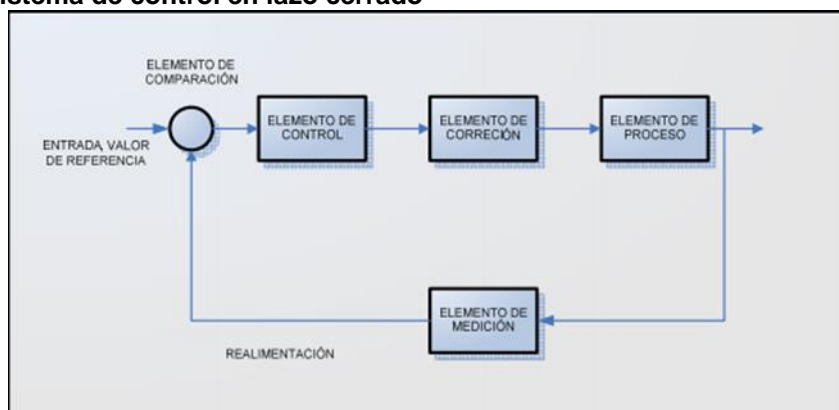 sistema de control en lazo cerrado
ELEMENTO DE
COMPARACIÓN
ELEMENTO DE
CONTROL
ELEMENTO DE
CORRECIÓN
ELEMENTO DE
PROCESO
ENTRADA, VALOR
DE REFERENCIA
ELEMENTO DE
MEDICIÓN
REALIMENTACIÓN